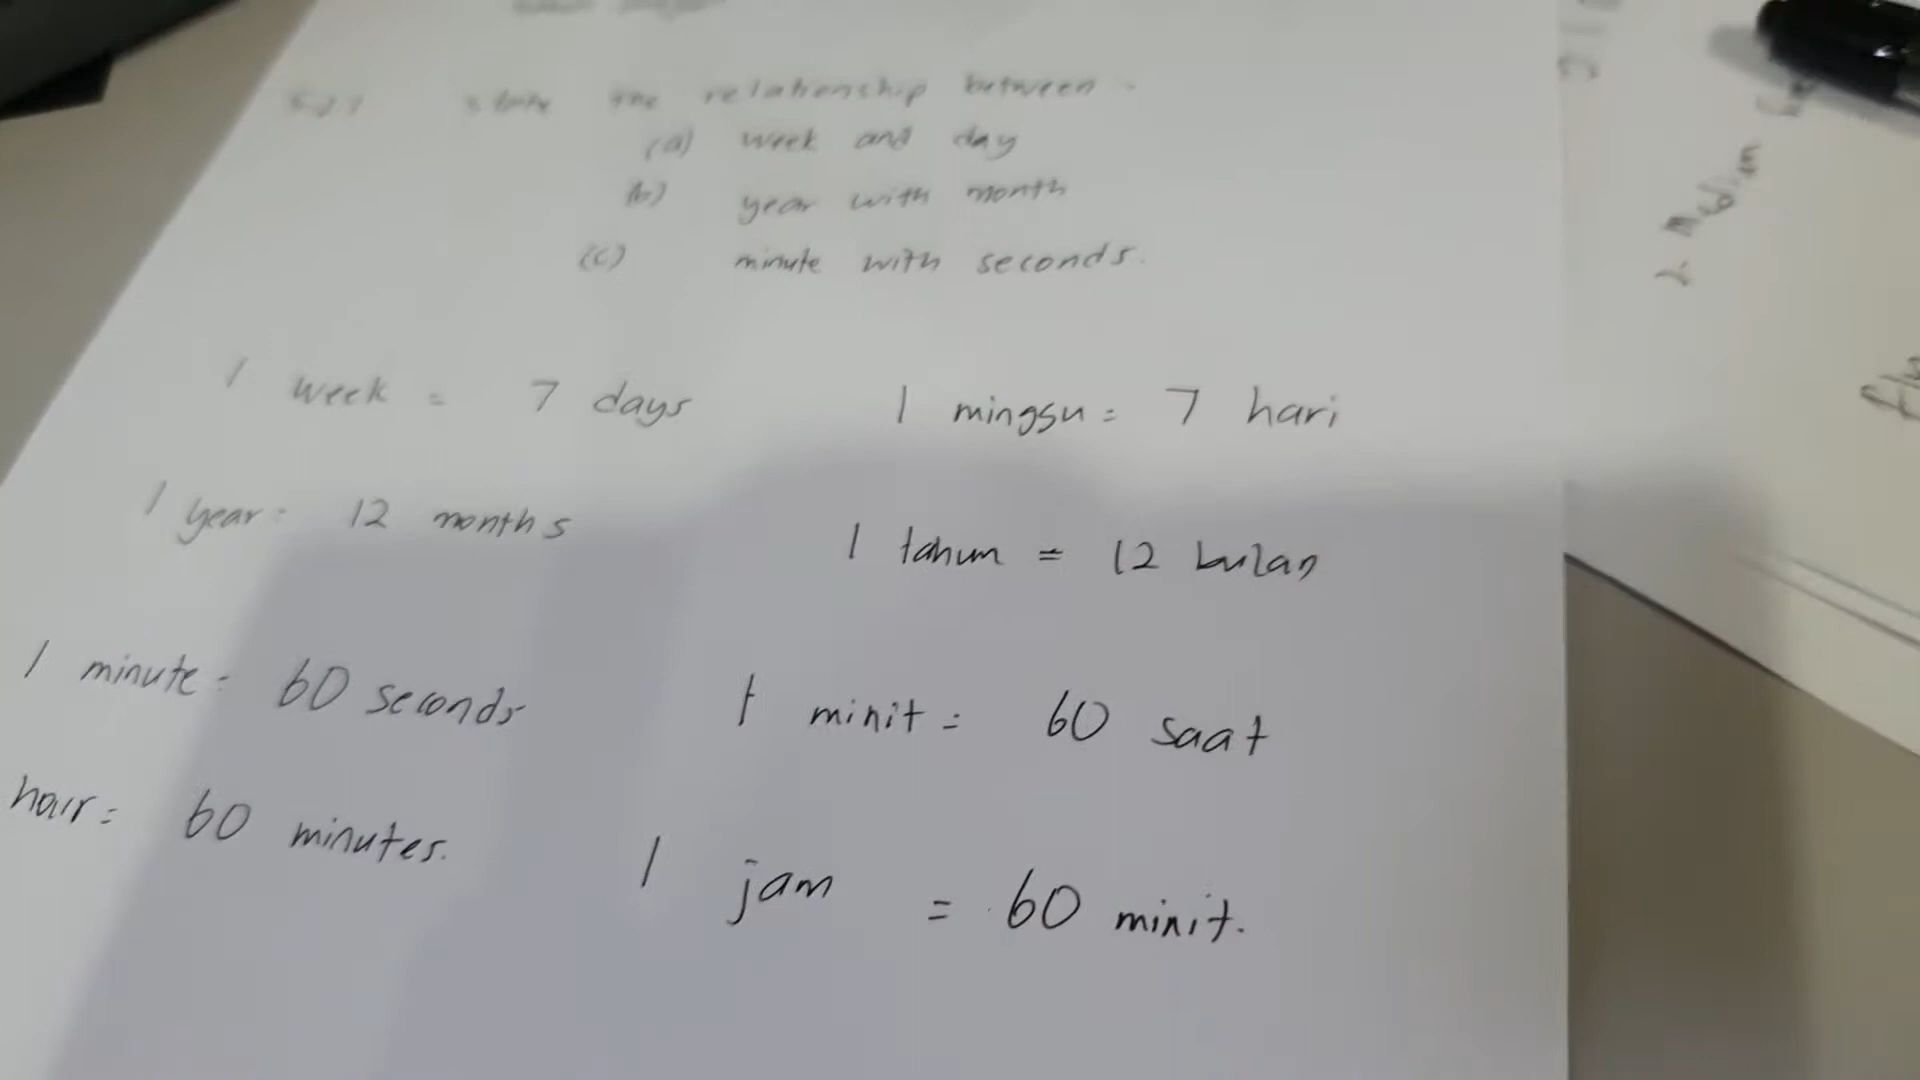 state the relationship between
(a) week and day
(b) year with month
(c) minute with seconds.
1 week = 7 days 1 minggu = 7 hari
1 year = 12 months 1 tahun = 12 bulan
1 minute = 60 seconds 1 minit = 60 saat
hour = 60 minutes. 1 jam = 60 minit.